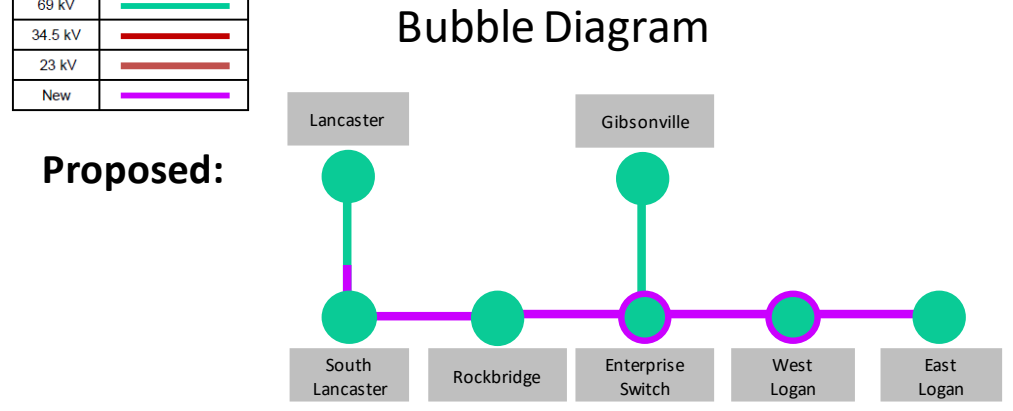 69 kV
34.5 kV
23 kV
New
Bubble Diagram
Proposed:
Lancaster
Gibsonville
South
Lancaster
Rockbridge
Enterprise
Switch
West
Logan
East
Logan